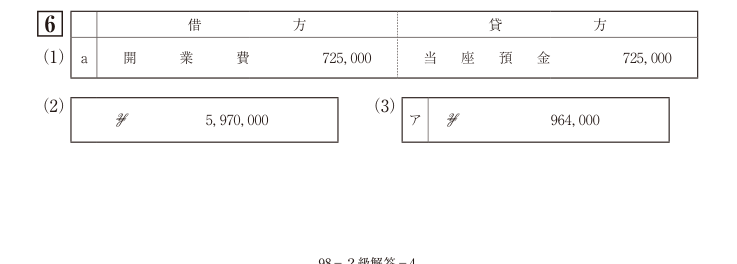 6 借方 貸方
(1) a 開業費 725,000 当座預金 725,000
(2) ¥ 5,970,000 (3) ア ¥ 964,000
98－2級解答－4